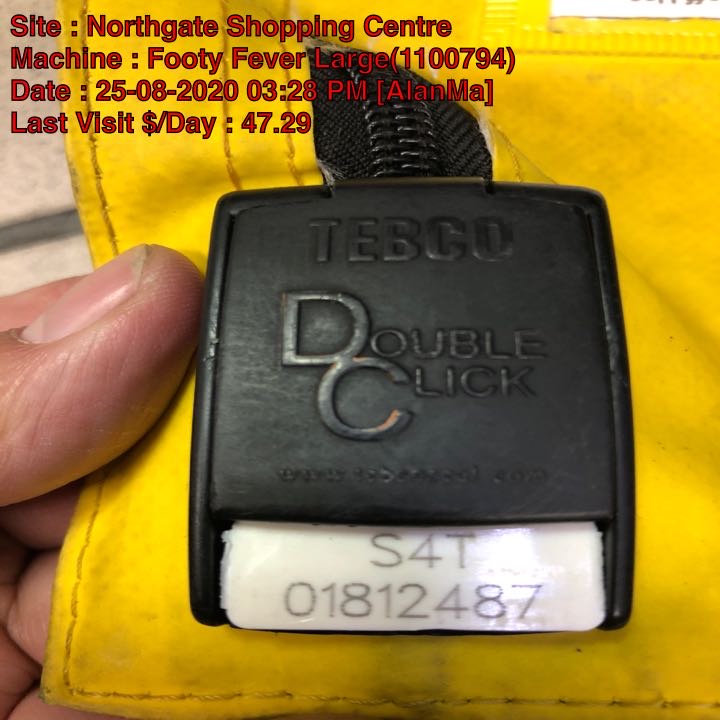 Site : Northgate Shopping Centre
Machine : Footy Fever Large(1100794)
Date : 25-08-2020 03:28 PM [AlanMa]
Last Visit $/Day : 47.29
TEBCO
DOUBLE
CLICK
S4T
01812487